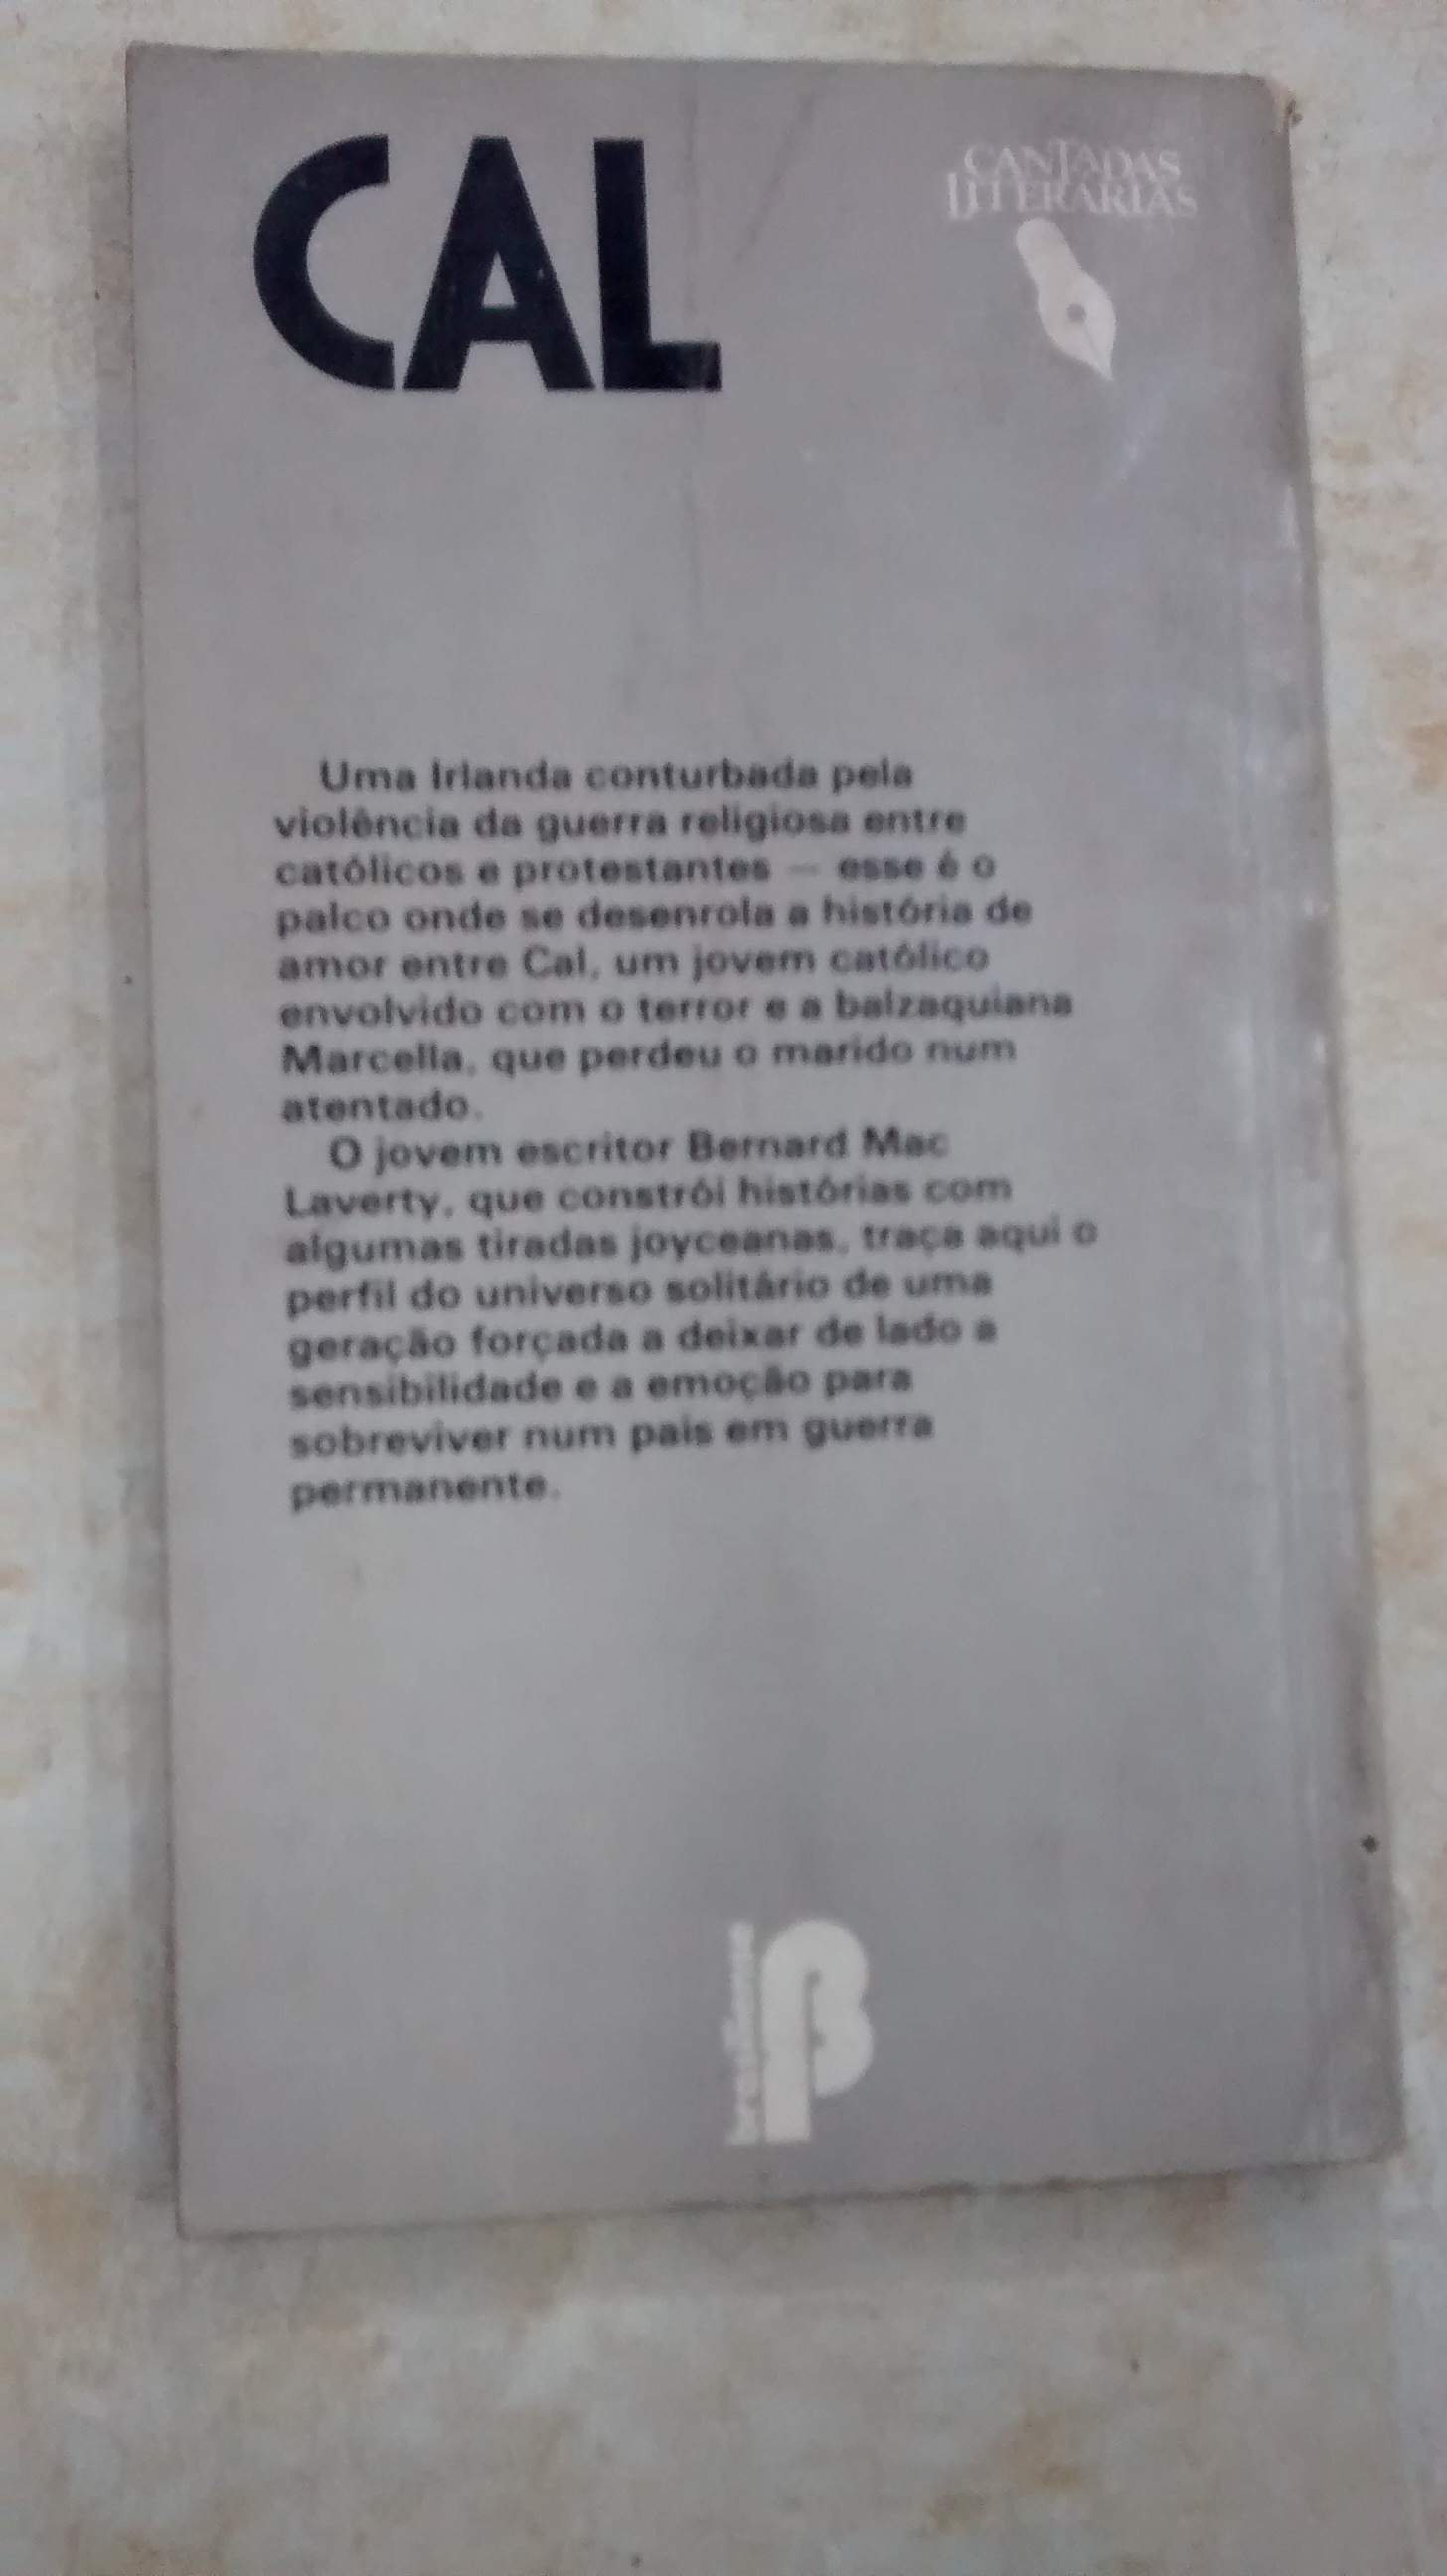 CAL
CANTADAS
LITERÁRIAS
Uma Irlanda conturbada pela
violência da guerra religiosa entre
católicos e protestantes — esse é o
palco onde se desenrola a história de
amor entre Cal, um jovem católico
envolvido com o terror e a balzaquiana
Marcella, que perdeu o marido num
atentado.
O jovem escritor Bernard Mac
Laverty, que constrói histórias com
algumas tiradas joyceanas, traça aqui o
perfil do universo solitário de uma
geração forçada a deixar de lado a
sensibilidade e a emoção para
sobreviver num país em guerra
permanente.
brasiliense